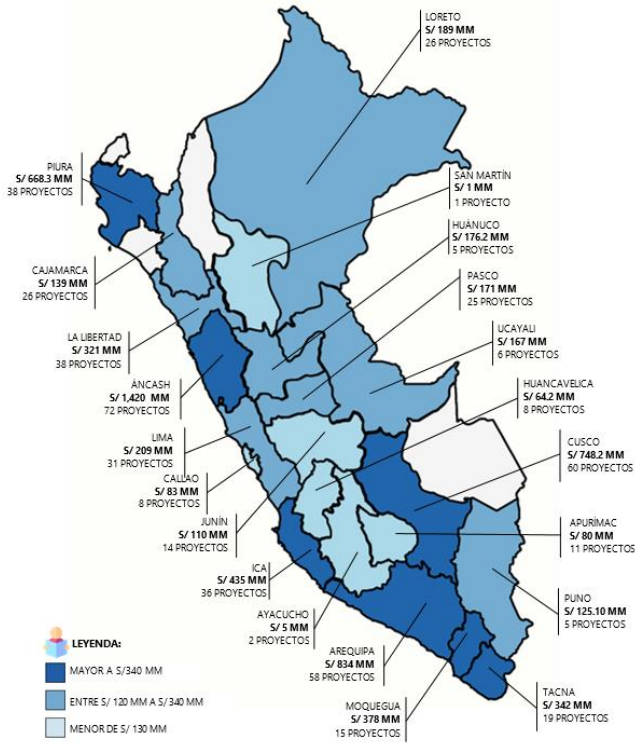 LORETO
S/ 189 MM
26 PROYECTOS
PIURA
S/ 668.3 MM
38 PROYECTOS
SAN MARTÍN
S/ 1 MM
1 PROYECTO
HUÁNUCO
S/ 176.2 MM
5 PROYECTOS
CAJAMARCA
S/ 139 MM
26 PROYECTOS
PASCO
S/ 171 MM
25 PROYECTOS
LA LIBERTAD
S/ 321 MM
38 PROYECTOS
UCAYALI
S/ 167 MM
6 PROYECTOS
ÁNCASH
S/ 1,420 MM
72 PROYECTOS
HUANCAVELICA
S/ 64.2 MM
8 PROYECTOS
LIMA
S/ 209 MM
31 PROYECTOS
CUSCO
S/ 748.2 MM
60 PROYECTOS
CALLAO
S/ 83 MM
8 PROYECTOS
JUNÍN
S/ 110 MM
14 PROYECTOS
APURÍMAC
S/ 80 MM
11 PROYECTOS
ICA
S/ 435 MM
36 PROYECTOS
PUNO
S/ 125.10 MM
5 PROYECTOS
AYACUCHO
S/ 5 MM
2 PROYECTOS
AREQUIPA
S/ 834 MM
58 PROYECTOS
MOQUEGUA
S/ 378 MM
15 PROYECTOS
TACNA
S/ 342 MM
19 PROYECTOS
LEYENDA:
MAYOR A S/340 MM
ENTRE S/ 120 MM A S/ 340 MM
MENOR DE S/ 130 MM